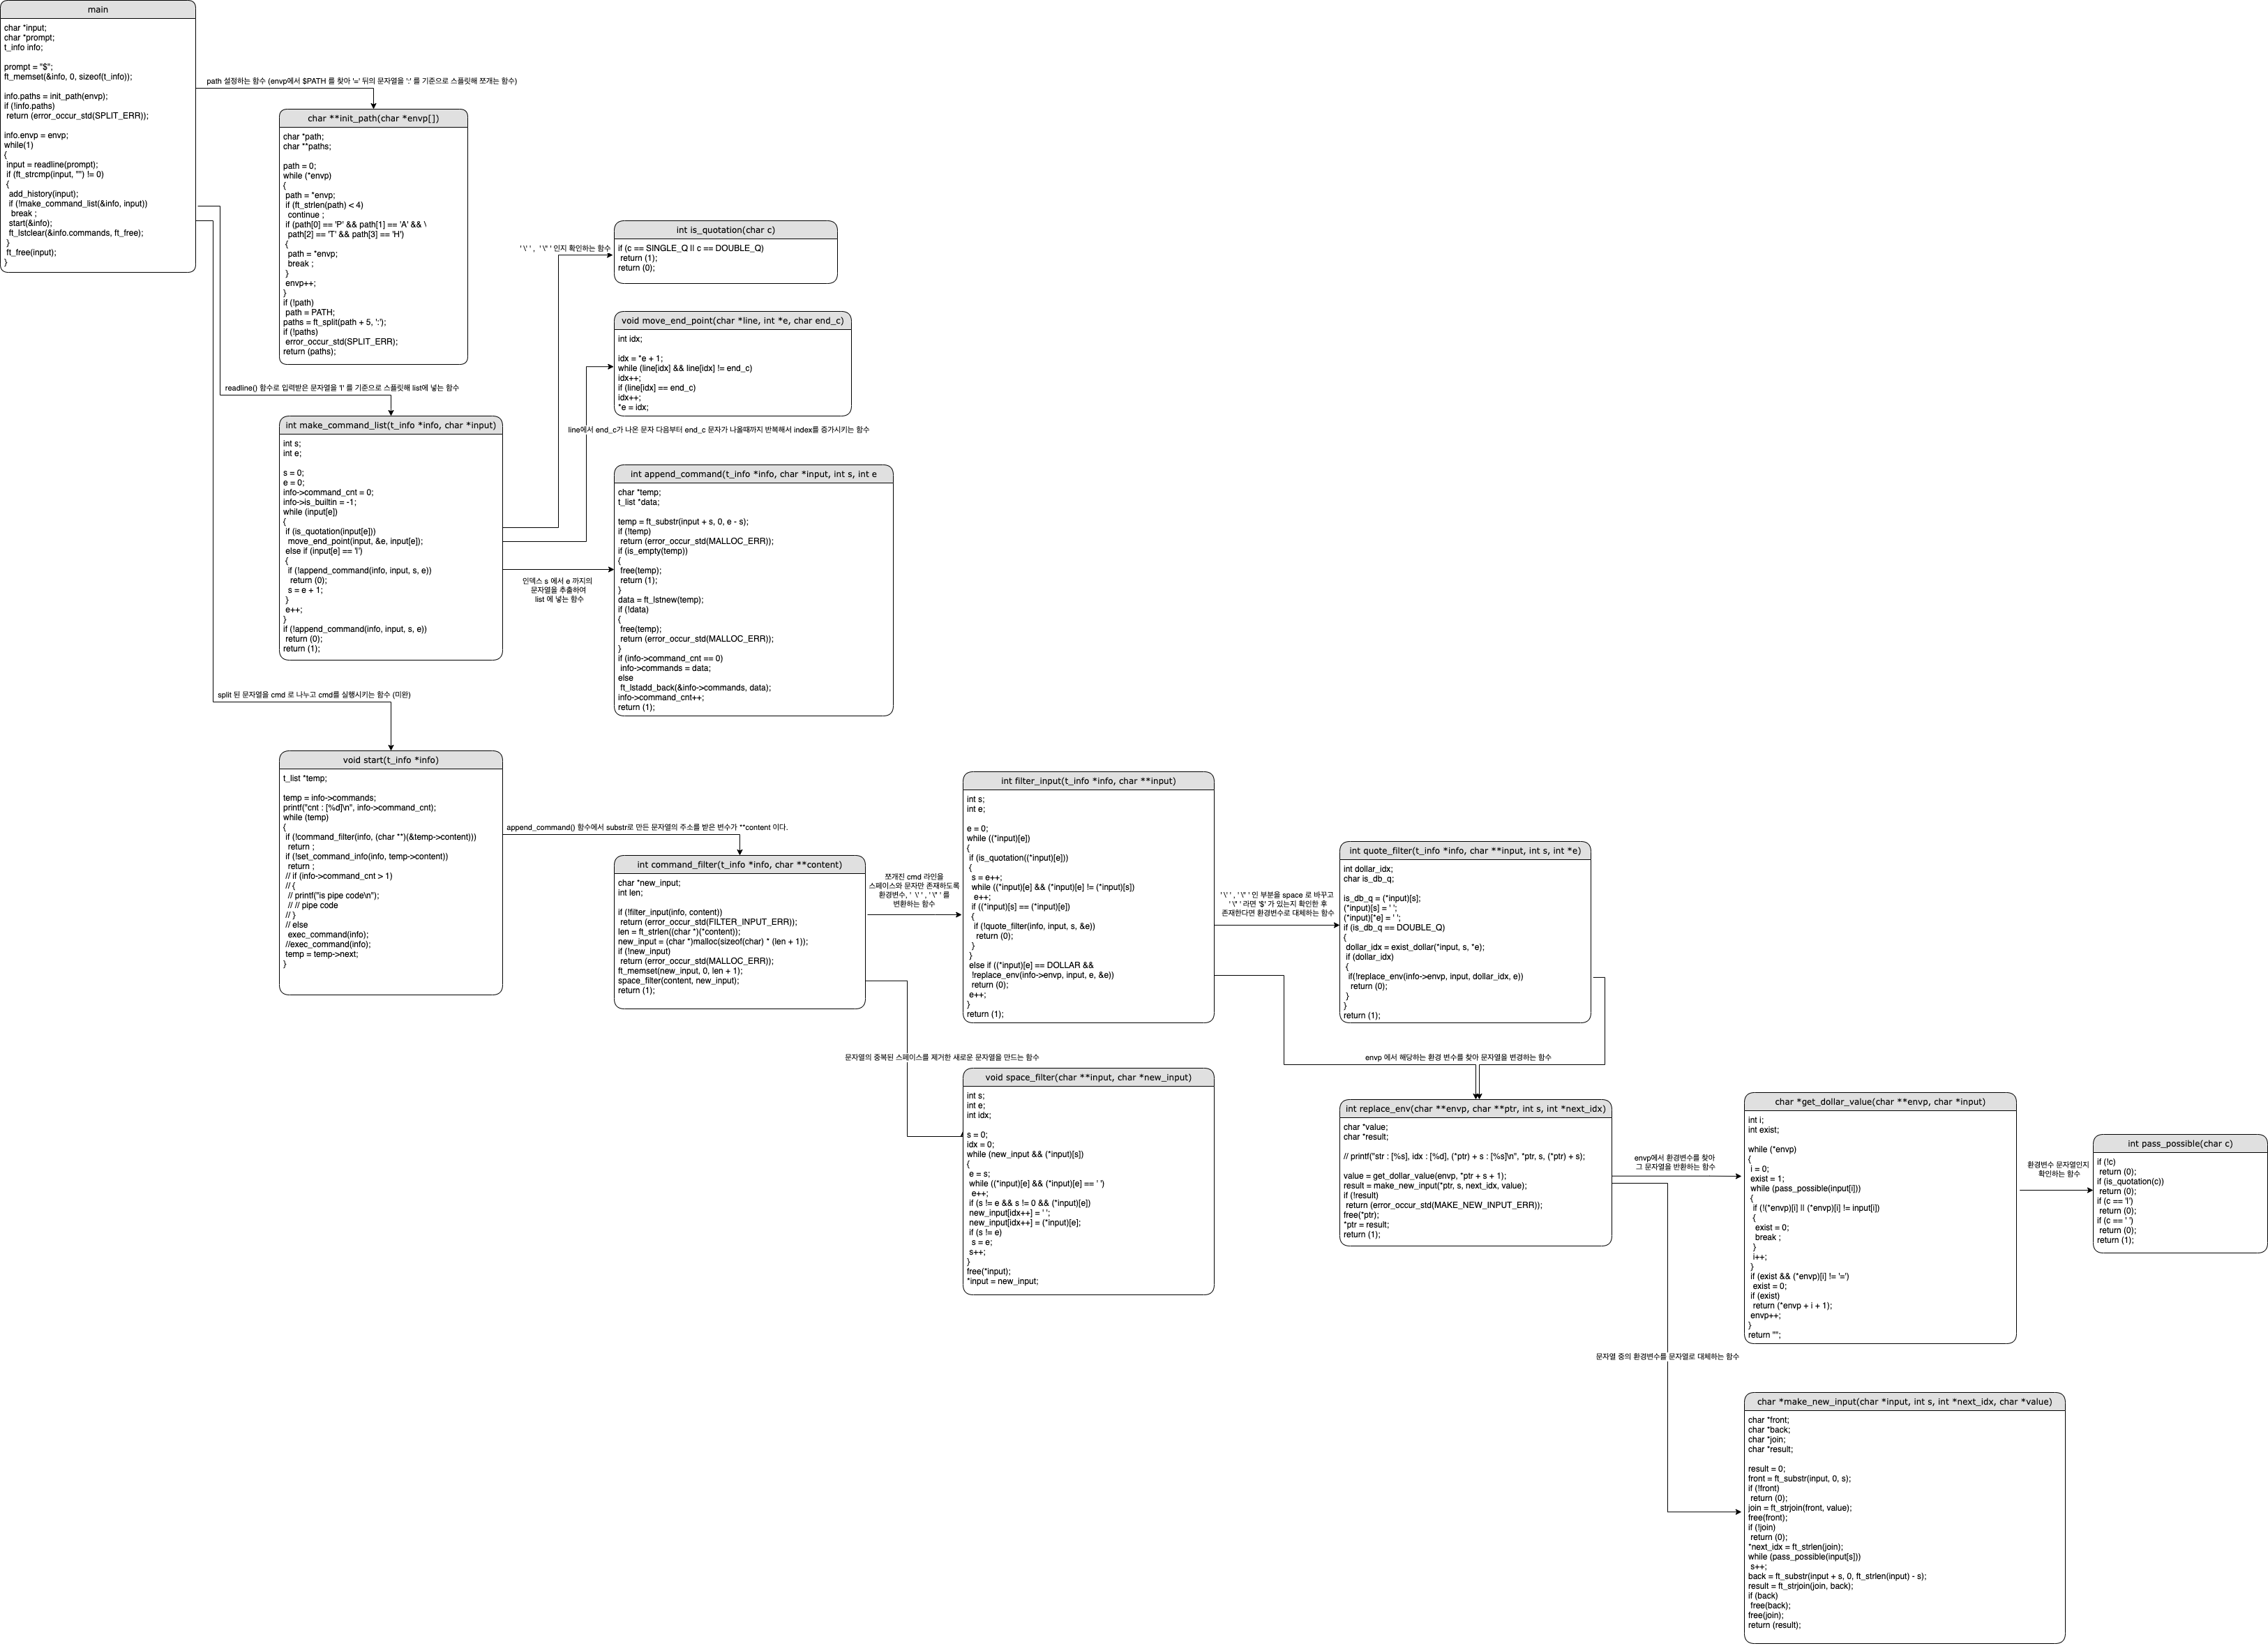 main
char *input;
char *prompt;
t_info info;
prompt = "$";
ft_memset(&info, 0, sizeof(t_info));
info.paths = init_path(envp);
if (!info.paths)
return (error_occur_std(SPLIT_ERR));
info.envp = envp;
while(1)
{
input = readline(prompt);
if (ft_strcmp(input, "") != 0)
{
add_history(input);
if (!make_command_list(&info, input))
break ;
start(&info);
ft_lstclear(&info.commands, ft_free);
}
ft_free(input);
}
path 설정하는 함수 (envp에서 $PATH 를 찾아 '=' 뒤의 문자열을 ':' 를 기준으로 스플릿해 쪼개는 함수)
char **init_path(char *envp[])
char *path;
char **paths;
path = 0;
while (*envp)
{
path = *envp;
if (ft_strlen(path) < 4)
continue ;
if (path[0] == 'P' && path[1] == 'A' && \
path[2] == 'T' && path[3] == 'H')
{
path = *envp;
break ;
}
envp++;
}
if (!path)
path = PATH;
paths = ft_split(path + 5, ':');
if (!paths)
error_occur_std(SPLIT_ERR);
return (paths);
readline() 함수로 입력받은 문자열을 '|' 를 기준으로 스플릿해 list에 넣는 함수
int make_command_list(t_info *info, char *input)
int s;
int e;
s = 0;
e = 0;
info->command_cnt = 0;
info->is_builtin = -1;
while (input[e])
{
if (is_quotation(input[e]))
move_end_point(input, &e, input[e]);
else if (input[e] == '|')
{
if (!append_command(info, input, s, e))
return (0);
s = e + 1;
}
e++;
}
if (!append_command(info, input, s, e))
return (0);
return (1);
' \' ' , ' \" ' 인지 확인하는 함수
int is_quotation(char c)
if (c == SINGLE_Q || c == DOUBLE_Q)
return (1);
return (0);
void move_end_point(char *line, int *e, char end_c)
int idx;
idx = *e + 1;
while (line[idx] && line[idx] != end_c)
idx++;
if (line[idx] == end_c)
idx++;
*e = idx;
line에서 end_c가 나온 문자 다음부터 end_c 문자가 나올때까지 반복해서 index를 증가시키는 함수
인덱스 s 에서 e 까지의
문자열을 추출하여
list 에 넣는 함수
int append_command(t_info *info, char *input, int s, int e
char *temp;
t_list *data;
temp = ft_substr(input + s, 0, e - s);
if (!temp)
return (error_occur_std(MALLOC_ERR));
if (is_empty(temp))
{
free(temp);
return (1);
}
data = ft_lstnew(temp);
if (!data)
{
free(temp);
return (error_occur_std(MALLOC_ERR));
}
if (info->command_cnt == 0)
info->commands = data;
else
ft_lstadd_back(&info->commands, data);
info->command_cnt++;
return (1);
split 된 문자열을 cmd 로 나누고 cmd를 실행시키는 함수 (미완)
void start(t_info *info)
t_list *temp;
temp = info->commands;
printf("cnt : [%d]\n", info->command_cnt);
while (temp)
{
if (!command_filter(info, (char **)(&temp->content)))
return ;
if (!set_command_info(info, temp->content))
return ;
// if (info->command_cnt > 1)
// {
// printf("is pipe code\n");
// // pipe code
// }
// else
exec_command(info);
//exec_command(info);
temp = temp->next;
}
append_command() 함수에서 substr로 만든 문자열의 주소를 받은 변수가 **content 이다.
int command_filter(t_info *info, char **content)
char *new_input;
int len;
if (!filter_input(info, content))
return (error_occur_std(FILTER_INPUT_ERR);
len = ft_strlen((char *)(*content));
new_input = (char *)malloc(sizeof(char) * (len + 1));
if (!new_input)
return (error_occur_std(MALLOC_ERR);
ft_memset(new_input, 0, len + 1);
space_filter(content, new_input);
return (1);
쪼개진 cmd 라인을
스페이스와 문자만 존재하도록
환경변수, ' \' ' , ' \" ' 를
변환하는 함수
int filter_input(t_info *info, char **input)
int s;
int e;
e = 0;
while ((*input)[e])
{
if (is_quotation((*input)[e]))
{
s = e++;
while ((*input)[e] && (*input)[e] != (*input)[s])
e++;
if ((*input)[s] == (*input)[e])
{
if (!quote_filter(info, input, s, &e))
return (0);
}
}
else if ((*input)[e] == DOLLAR &&
!replace_env(info->envp, input, e, &e))
return (0);
e++;
}
return (1);
' \' ' , ' \" ' 인 부분을 space 로 바꾸고
' \" ' 라면 '$' 가 있는지 확인한 후
존재한다면 환경변수로 대체하는 함수
int quote_filter(t_info *info, char **input, int s, int *e)
int dollar_idx;
char is_db_q;
is_db_q = (*input)[s];
(*input)[s] = ' ';
(*input)[*e] = ' ';
if (is_db_q == DOUBLE_Q)
{
dollar_idx = exist_dollar(*input, s, *e);
if (dollar_idx)
{
if(!replace_env(info->envp, input, dollar_idx, e))
return (0);
}
}
return (1);
문자열의 중복된 스페이스를 제거한 새로운 문자열을 만드는 함수
void space_filter(char **input, char *new_input)
int s;
int e;
int idx;
s = 0;
idx = 0;
while (new_input && (*input)[s])
{
e = s;
while ((*input)[e] && (*input)[e] == ' ')
e++;
if (s != e && s != 0 && (*input)[e])
new_input[idx++] = ' ';
new_input[idx++] = (*input)[e];
if (s != e)
s = e;
s++;
}
free(*input);
*input = new_input;
envp 에서 해당하는 환경 변수를 찾아 문자열을 변경하는 함수
int replace_env(char **envp, char **ptr, int s, int *next_idx)
char *value;
char *result;
// printf("str : [%s], idx : [%d], (*ptr) + s : [%s]\n", *ptr, s, (*ptr) + s);
value = get_dollar_value(envp, *ptr + s + 1);
result = make_new_input(*ptr, s, next_idx, value);
if (!result)
return (error_occur_std(MAKE_NEW_INPUT_ERR));
free(*ptr);
*ptr = result;
return (1);
envp에서 환경변수를 찾아
그 문자열을 반환하는 함수
char *get_dollar_value(char **envp, char *input)
int i;
int exist;
while (*envp)
{
i = 0;
exist = 1;
while (pass_possible(input[i]))
{
if (!(*envp)[i] || (*envp)[i] != input[i])
{
exist = 0;
break ;
}
i++;
}
if (exist && (*envp)[i] != '=')
exist = 0;
if (exist)
return (*envp + i + 1);
envp++;
}
return "";
환경변수 문자열인지
확인하는 함수
int pass_possible(char c)
if (!c)
return (0);
if (is_quotation(c))
return (0);
if (c == '|')
return (0);
if (c == ' ')
return (0);
return (1);
문자열 중의 환경변수를 문자열로 대체하는 함수
char *make_new_input(char *input, int s, int *next_idx, char *value)
char *front;
char *back;
char *join;
char *result;
result = 0;
front = ft_substr(input, 0, s);
if (!front)
return (0);
join = ft_strjoin(front, value);
free(front);
if (!join)
return (0);
*next_idx = ft_strlen(join);
while (pass_possible(input[s]))
s++;
back = ft_substr(input + s, 0, ft_strlen(input) - s);
result = ft_strjoin(join, back);
if (back)
free(back);
free(join);
return (result);